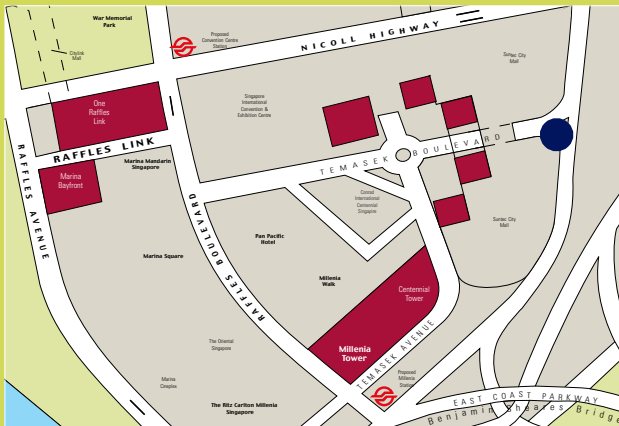 War Memorial
Park
Citylink
Mall
Proposed
Convention Centre
Station
NICOLL HIGHWAY
Suntec City
Mall
One
Raffles
Link
Singapore
International
Convention &
Exhibition Centre
RAFFLES LINK
TEMASEK BOULEVARD
RAFFLES AVENUE
Marina Mandarin
Singapore
Marina
Bayfront
Conrad
International
Centennial
Singapore
RAFFLES BOULEVARD
Suntec City
Mall
Pan Pacific
Hotel
Marina Square
Millenia
Walk
Centennial
Tower
The Oriental
Singapore
Millenia
Tower
TEMASEK AVENUE
Proposed
Millenia
Station
Marina
Cineplex
The Ritz Carlton Millenia
Singapore
EAST COAST PARKWAY
Benjamin Sheares Bridge